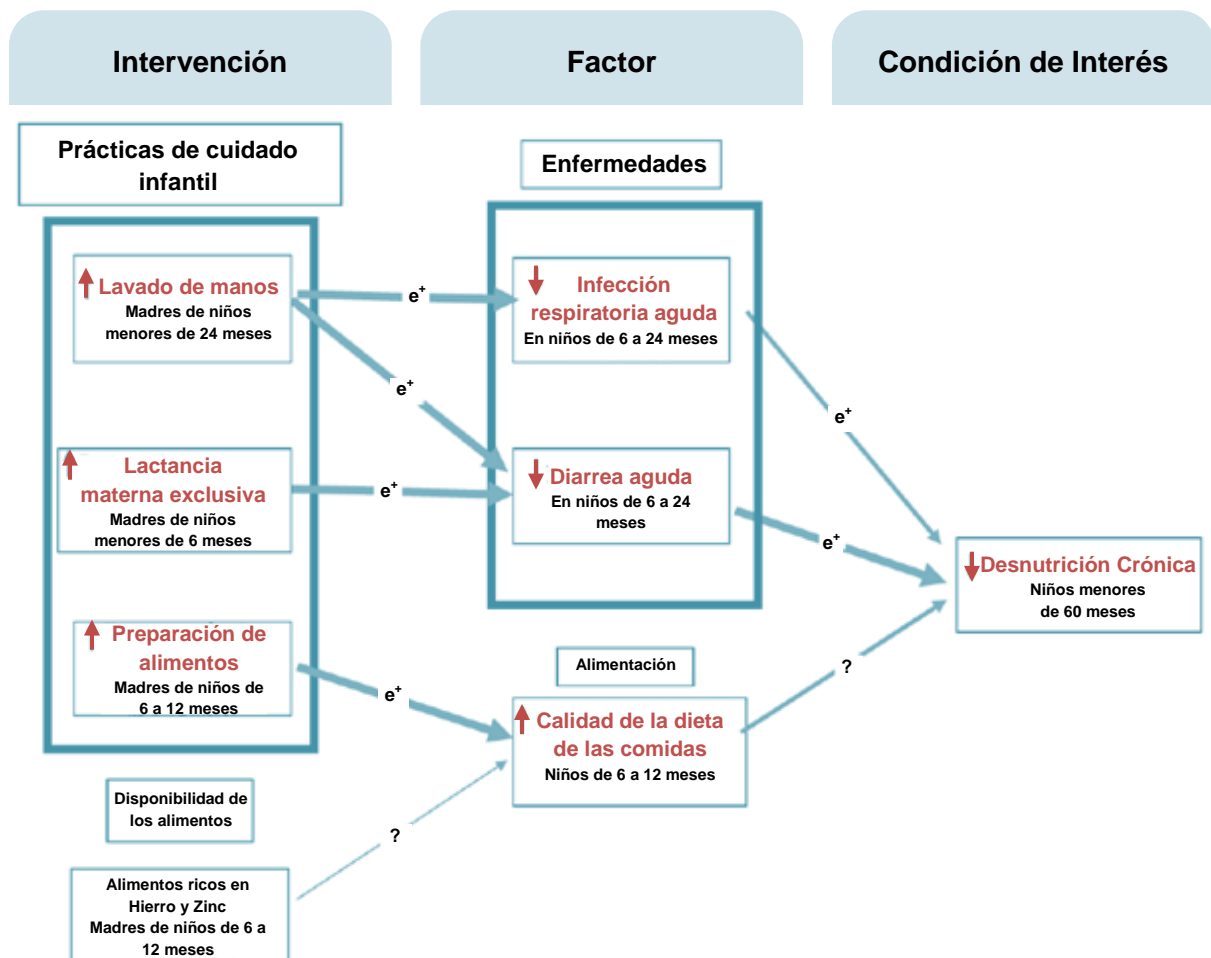 Intervención
Factor
Condición de Interés
Prácticas de cuidado
infantil
Lavado de manos
Madres de niños
menores de 24 meses
Lactancia
materna exclusiva
Madres de niños
menores de 6 meses
Preparación de
alimentos
Madres de niños de
6 a 12 meses
Disponibilidad de
los alimentos
Alimentos ricos en
Hierro y Zinc
Madres de niños de 6 a
12 meses
e+
e+
e+
e+
?
Enfermedades
Infección
respiratoria aguda
En niños de 6 a 24 meses
Diarrea aguda
En niños de 6 a 24
meses
Alimentación
Calidad de la dieta
de las comidas
Niños de 6 a 12 meses
e+
e+
?
Desnutrición Crónica
Niños menores
de 60 meses